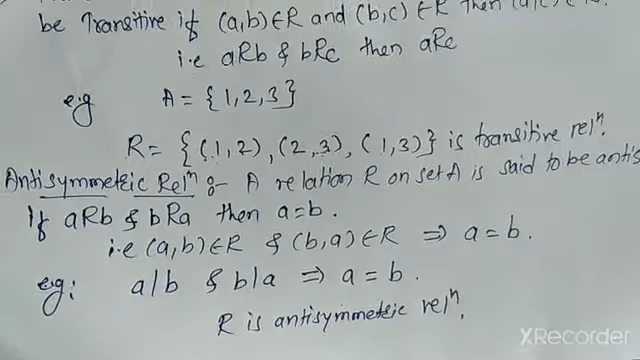 be Transitive if (a,b) ∈ R and (b,c) ∈ R then (a,c) ∈ R.
i.e aRb & bRc then aRc
e.g A = {1,2,3}
R = {(1,2), (2,3), (1,3)} is transitive relⁿ.
Antisymmetric Relⁿ :- A relation R on set A is said to be antis
If aRb & bRa then a=b.
i.e (a,b) ∈ R & (b,a) ∈ R ⇒ a = b.
e.g: a/b & b/a ⇒ a = b.
R is antisymmetric relⁿ.
XRecorder